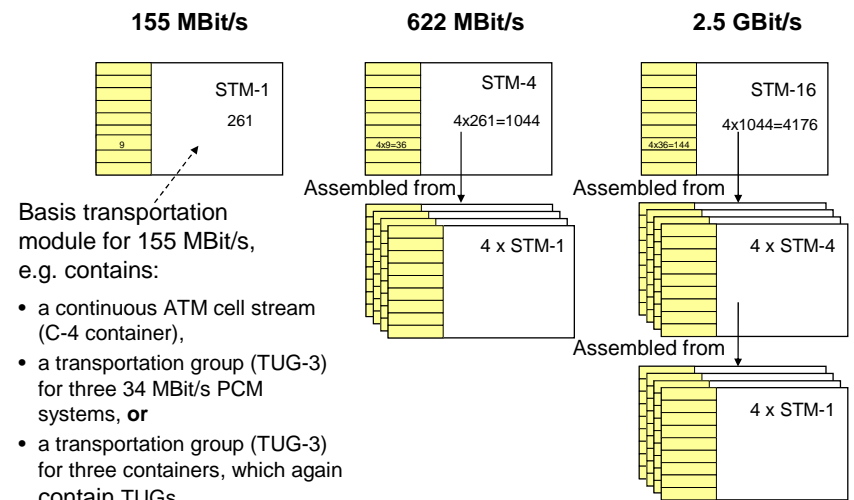 155 MBit/s
622 MBit/s
2.5 GBit/s
STM-1
261
9
STM-4
4x261=1044
4x9=36
STM-16
4x1044=4176
4x36=144
Assembled from
Assembled from
4 x STM-1
4 x STM-4
Assembled from
4 x STM-1
Basis transportation
module for 155 MBit/s,
e.g. contains:
• a continuous ATM cell stream
(C-4 container),
• a transportation group (TUG-3)
for three 34 MBit/s PCM
systems, or
• a transportation group (TUG-3)
for three containers, which again
contain TUGs